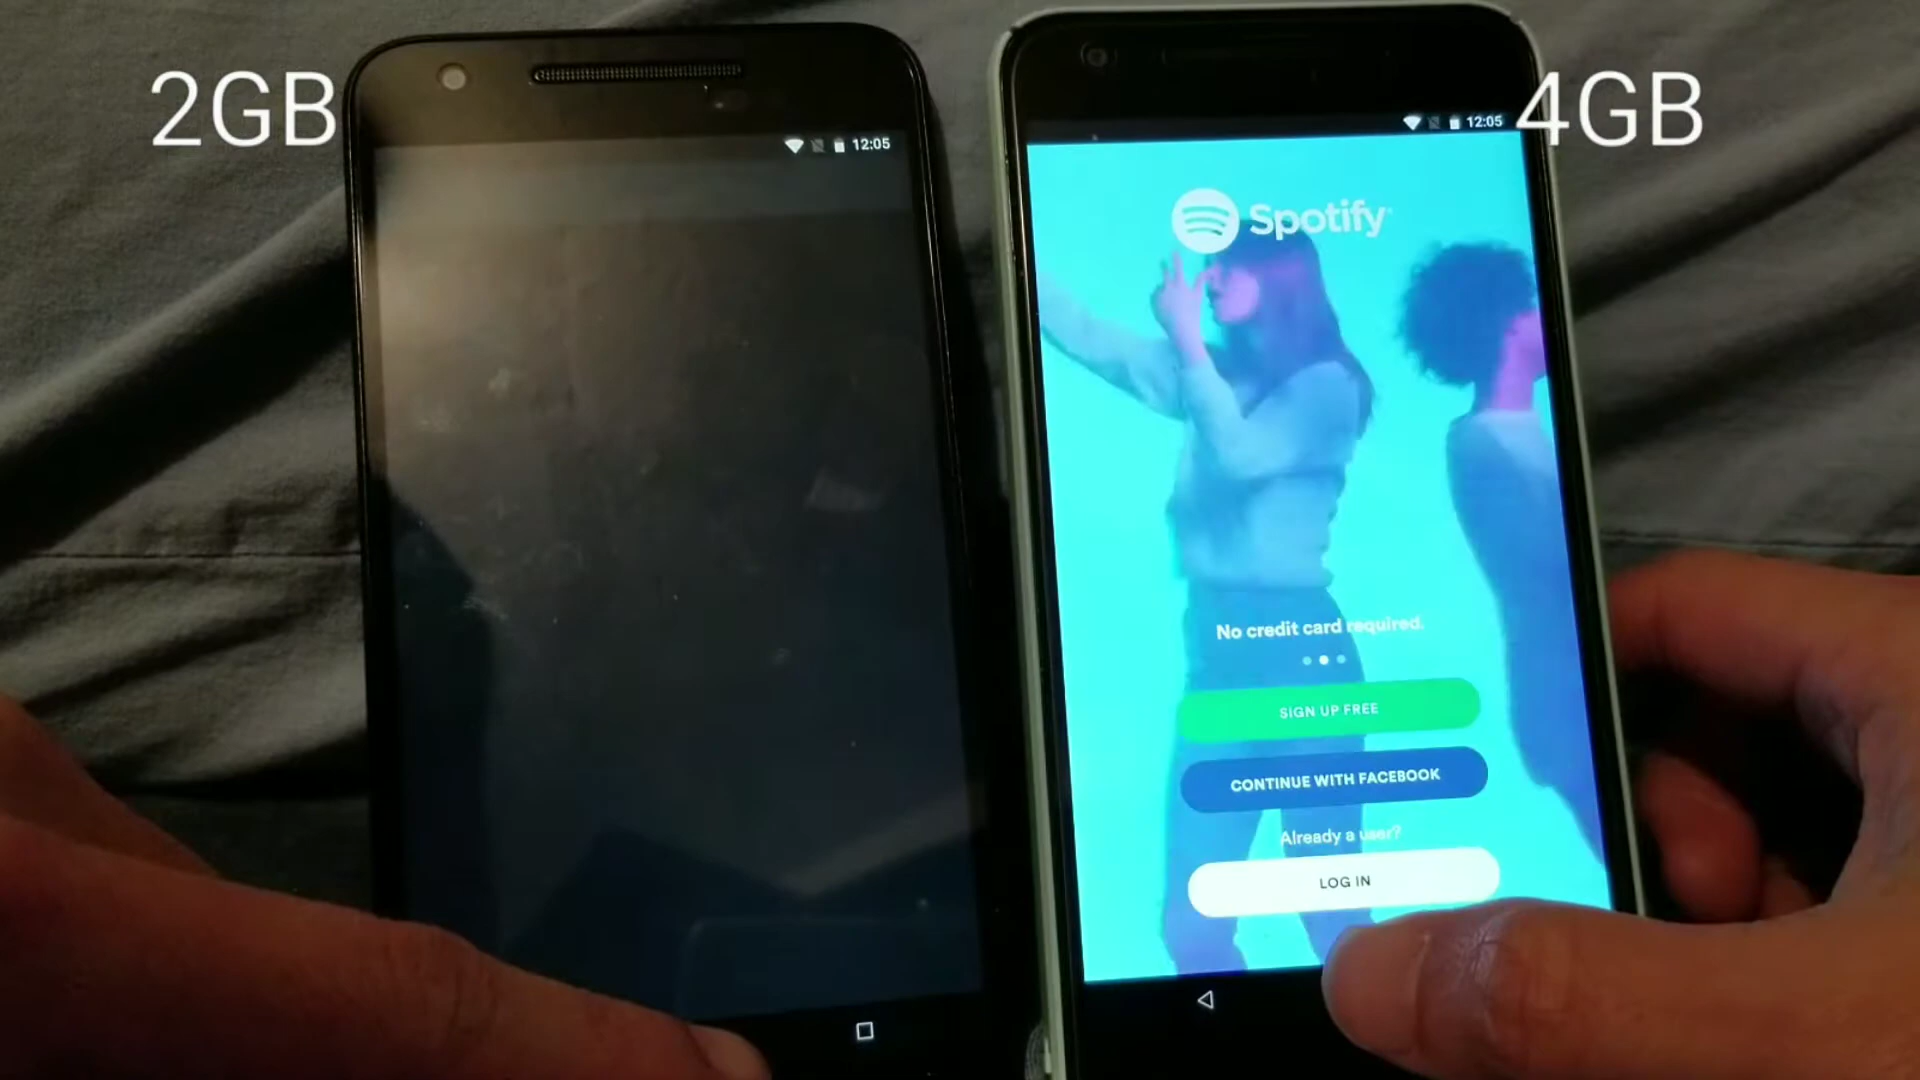 2GB
12:05
4GB
12:05
Spotify
No credit card required.
SIGN UP FREE
CONTINUE WITH FACEBOOK
Already a user?
LOG IN